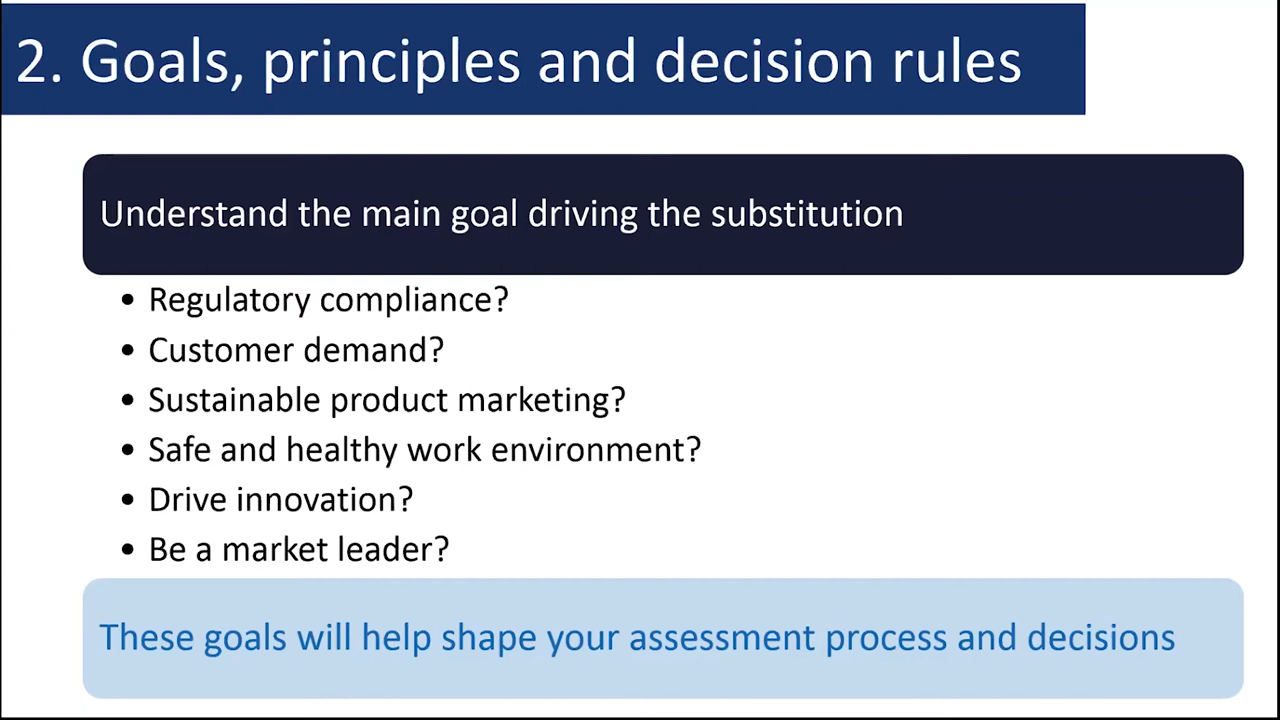 2. Goals, principles and decision rules
Understand the main goal driving the substitution
• Regulatory compliance?
• Customer demand?
• Sustainable product marketing?
• Safe and healthy work environment?
• Drive innovation?
• Be a market leader?
These goals will help shape your assessment process and decisions